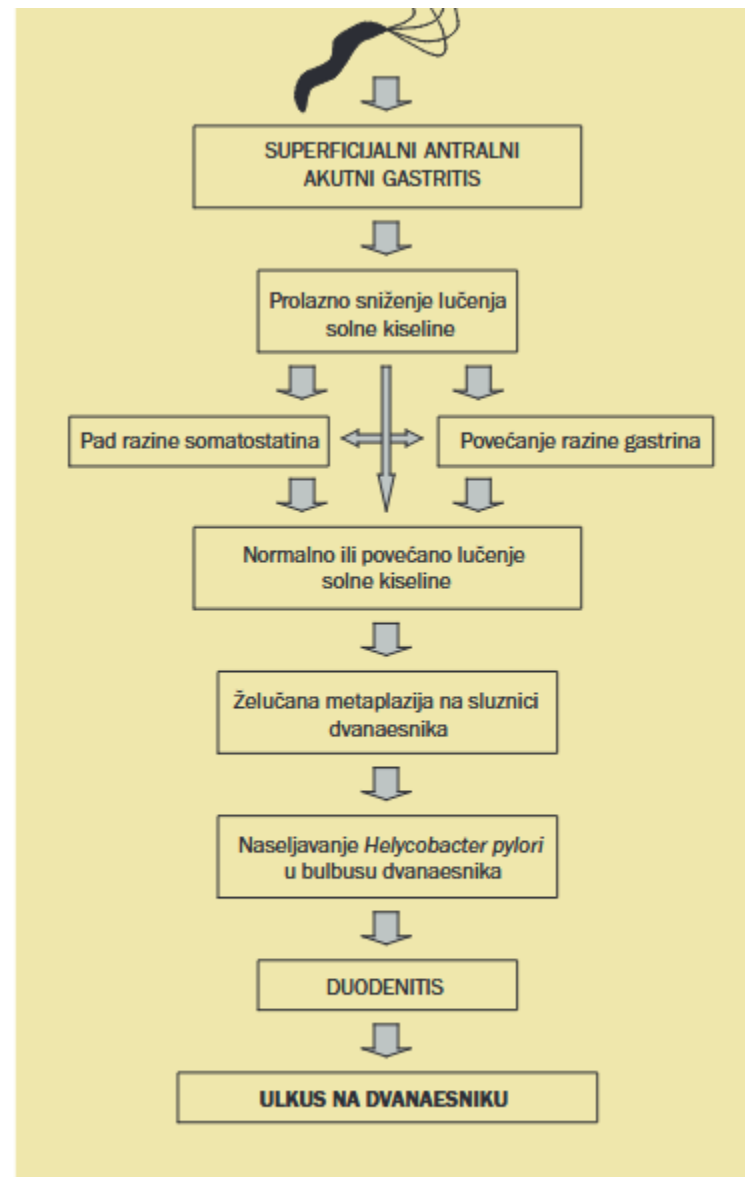 SUPERFICIJALNI ANTRALNI
AKUTNI GASTRITIS
Prolazno sniženje lučenja
solne kiseline
Pad razine somatostatina
Povećanje razine gastrina
Normalno ili povećano lučenje
solne kiseline
Želučana metaplazija na sluznici
dvanaesnika
Naseljavanje Helycobacter pylori
u bulbusu dvanaesnika
DUODENITIS
ULKUS NA DVANAESNIKU